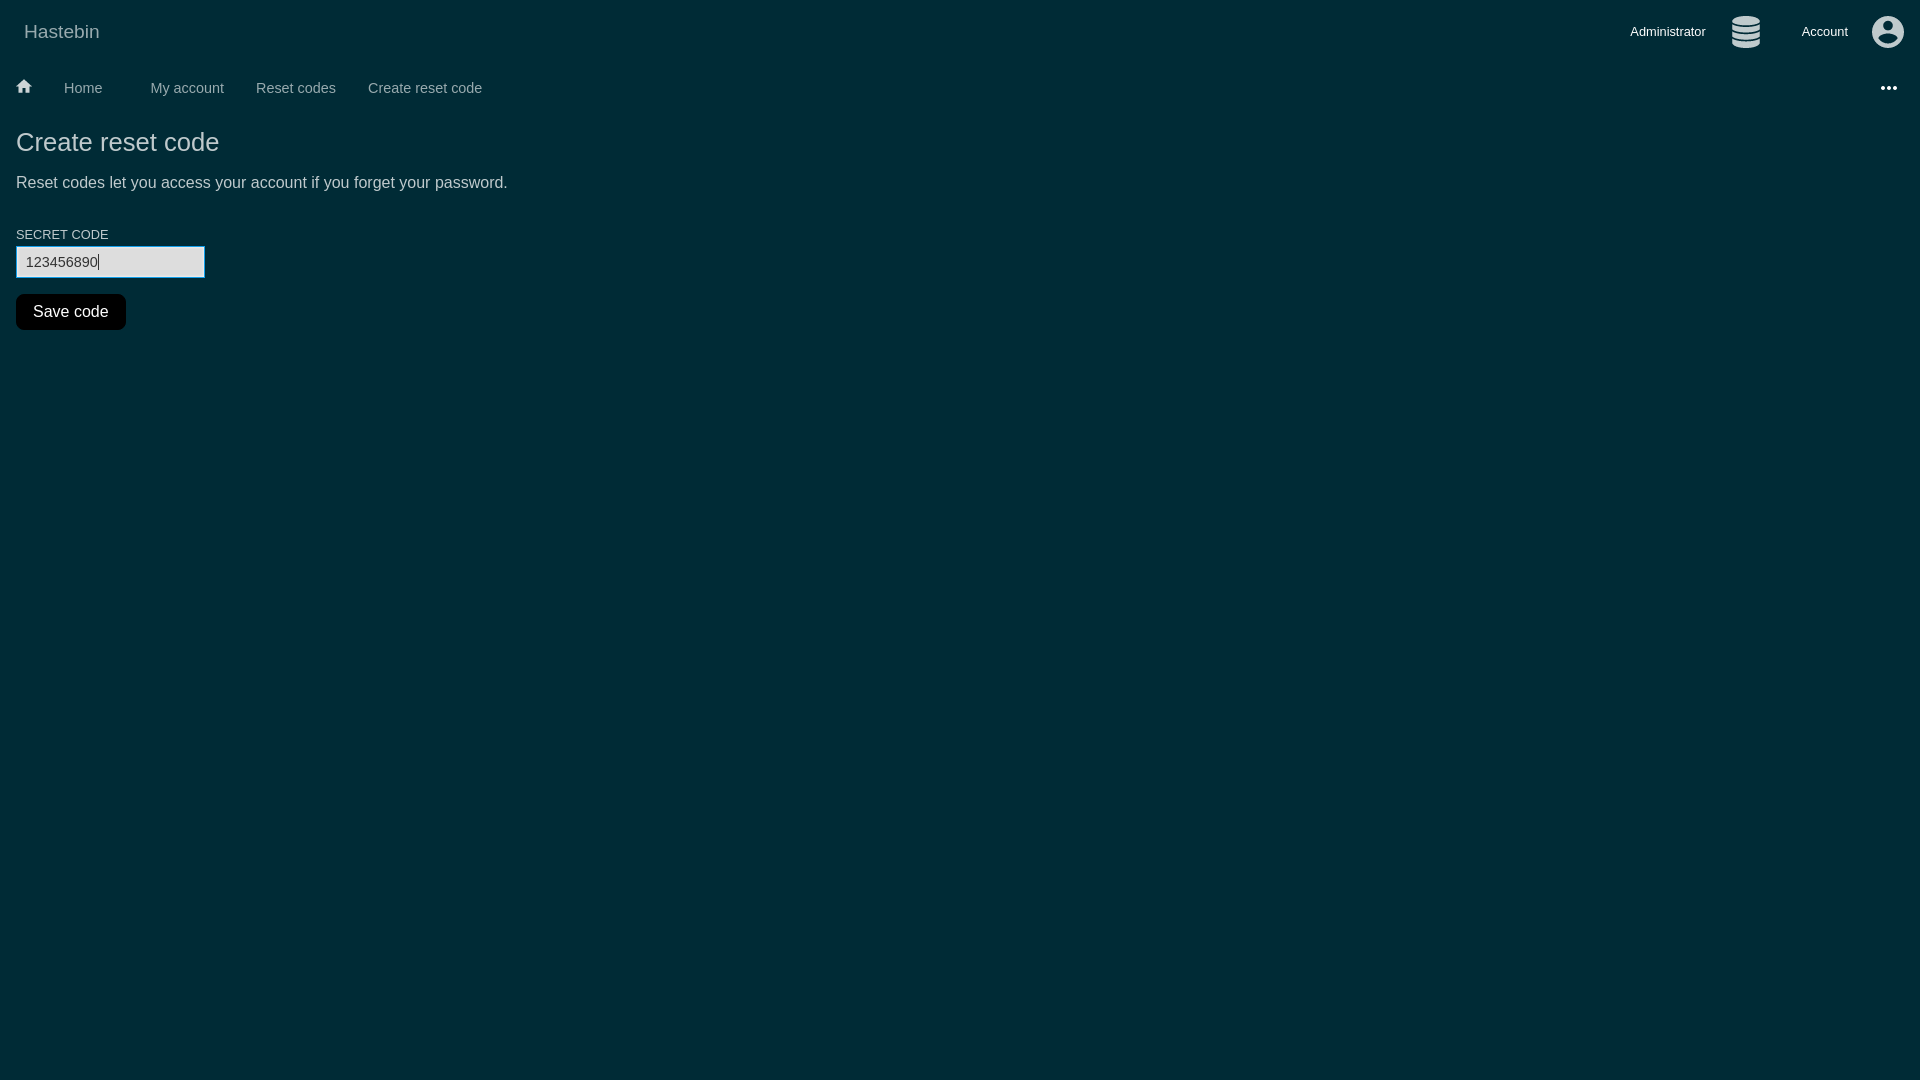 Hastebin
Administrator
Account
Home
My account
Reset codes
Create reset code
Create reset code
Reset codes let you access your account if you forget your password.
SECRET CODE
123456890
Save code